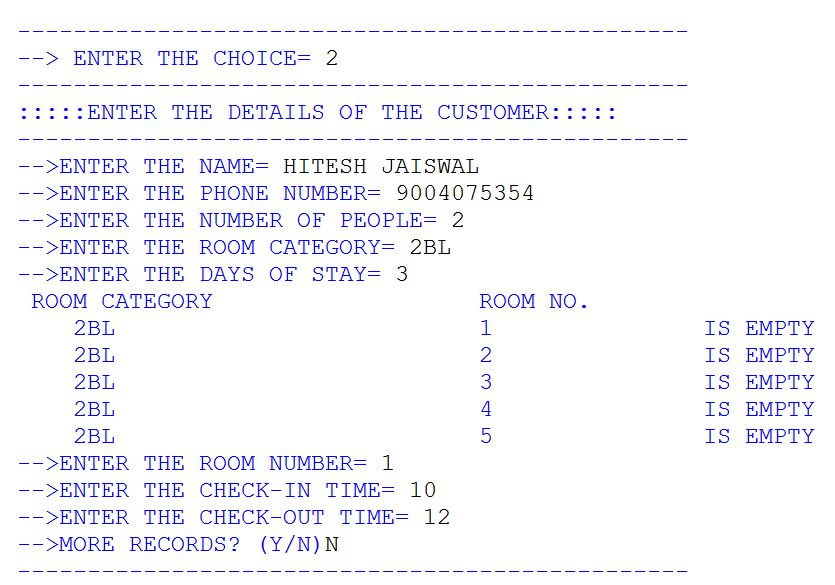 -------------------------------------------------
--> ENTER THE CHOICE= 2
-------------------------------------------------
:::::ENTER THE DETAILS OF THE CUSTOMER:::::
-------------------------------------------------
-->ENTER THE NAME= HITESH JAISWAL
-->ENTER THE PHONE NUMBER= 9004075354
-->ENTER THE NUMBER OF PEOPLE= 2
-->ENTER THE ROOM CATEGORY= 2BL
-->ENTER THE DAYS OF STAY= 3
ROOM CATEGORY ROOM NO.
2BL 1 IS EMPTY
2BL 2 IS EMPTY
2BL 3 IS EMPTY
2BL 4 IS EMPTY
2BL 5 IS EMPTY
-->ENTER THE ROOM NUMBER= 1
-->ENTER THE CHECK-IN TIME= 10
-->ENTER THE CHECK-OUT TIME= 12
-->MORE RECORDS? (Y/N)N
-------------------------------------------------